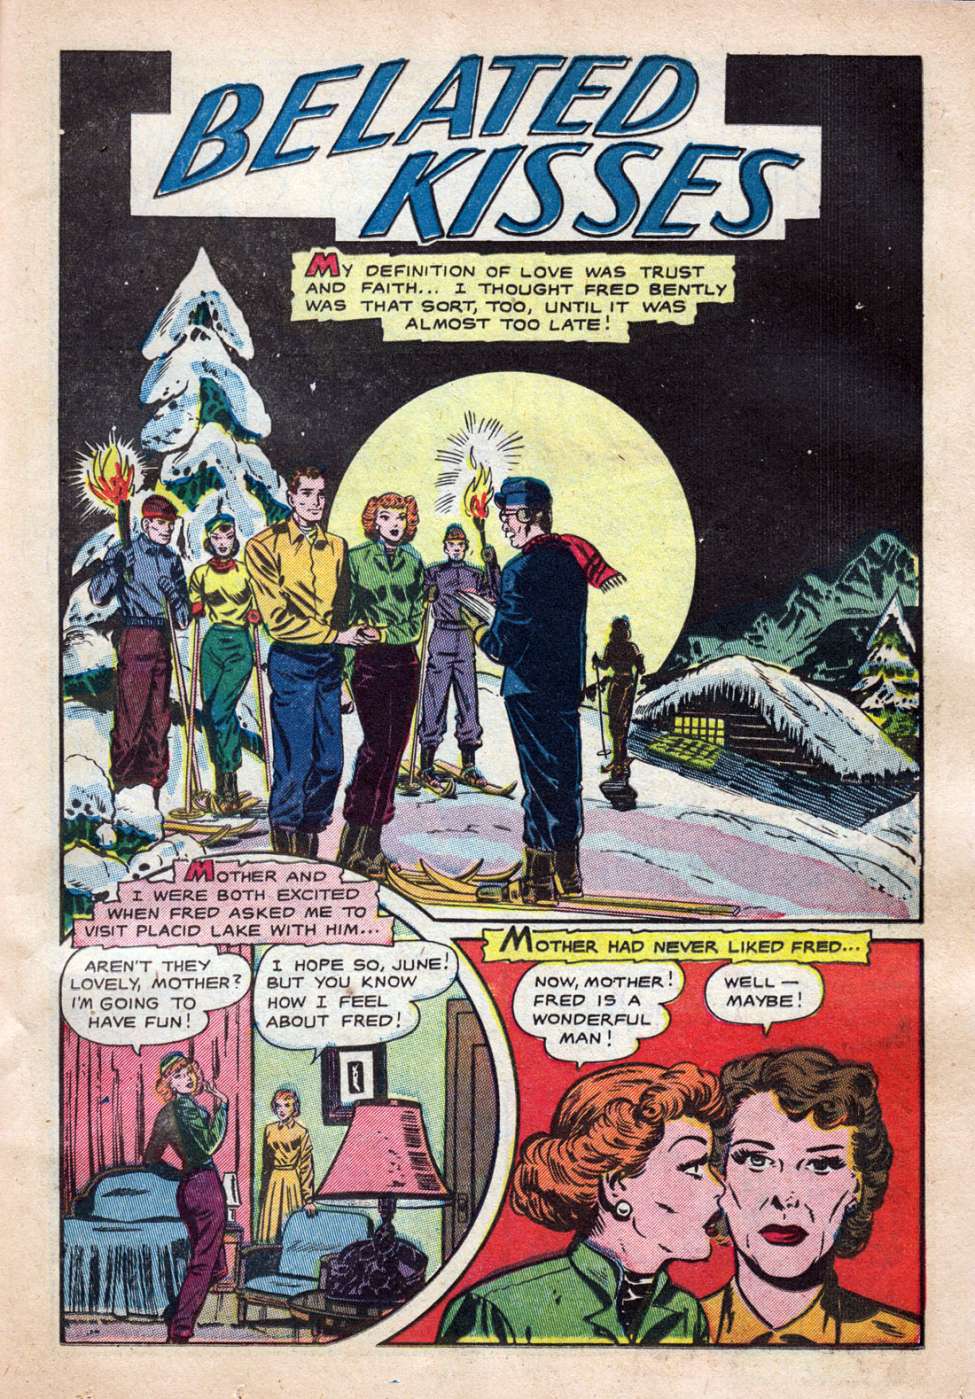 BELATED
KISSES
MY DEFINITION OF LOVE WAS TRUST
AND FAITH... I THOUGHT FRED BENTLY
WAS THAT SORT, TOO, UNTIL IT WAS
ALMOST TOO LATE!
MOTHER AND
I WERE BOTH EXCITED
WHEN FRED ASKED ME TO
VISIT PLACID LAKE WITH HIM...
AREN'T THEY
LOVELY, MOTHER?
I'M GOING TO
HAVE FUN!
I HOPE SO, JUNE!
BUT YOU KNOW
HOW I FEEL
ABOUT FRED!
MOTHER HAD NEVER LIKED FRED...
NOW, MOTHER!
FRED IS A
WONDERFUL
MAN!
WELL —
MAYBE!